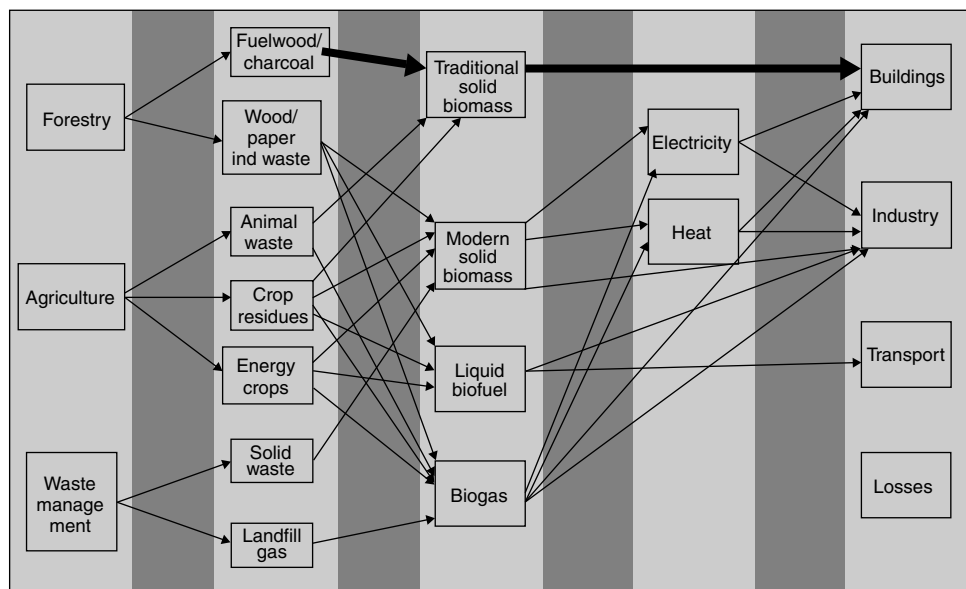 Forestry
Agriculture
Waste
manage
ment
Fuelwood/
charcoal
Wood/
paper
ind waste
Animal
waste
Crop
residues
Energy
crops
Solid
waste
Landfill
gas
Traditional
solid
biomass
Modern
solid
biomass
Liquid
biofuel
Biogas
Electricity
Heat
Buildings
Industry
Transport
Losses